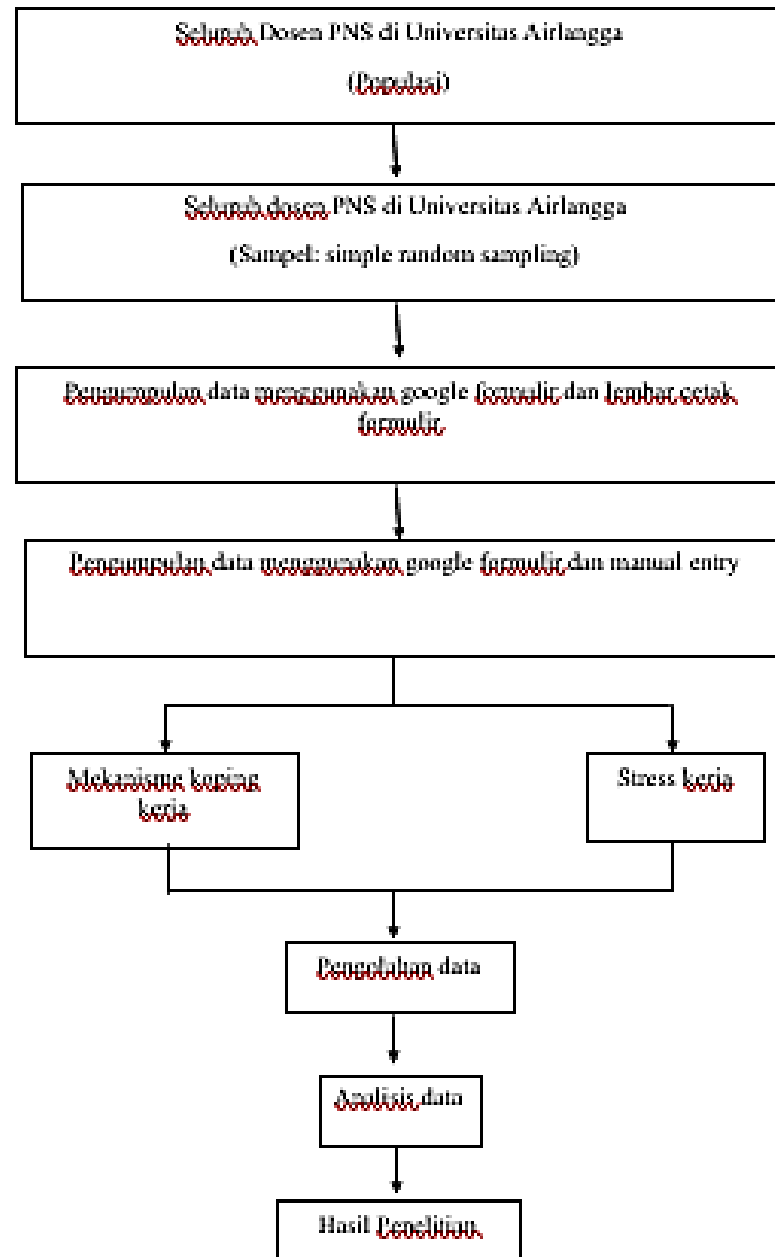 Seluruh Dosen PNS di Universitas Airlangga
(Populasi)
Seluruh dosen PNS di Universitas Airlangga
(Sampel: simple random sampling)
Pengumpulan data menggunakan google formulir dan lembar cetak
formulir
Pengumpulan data menggunakan google formulir dan manual entry
Mekanisme koping
kerja
Stress kerja
Pengolahan data
Analisis data
Hasil Penelitian